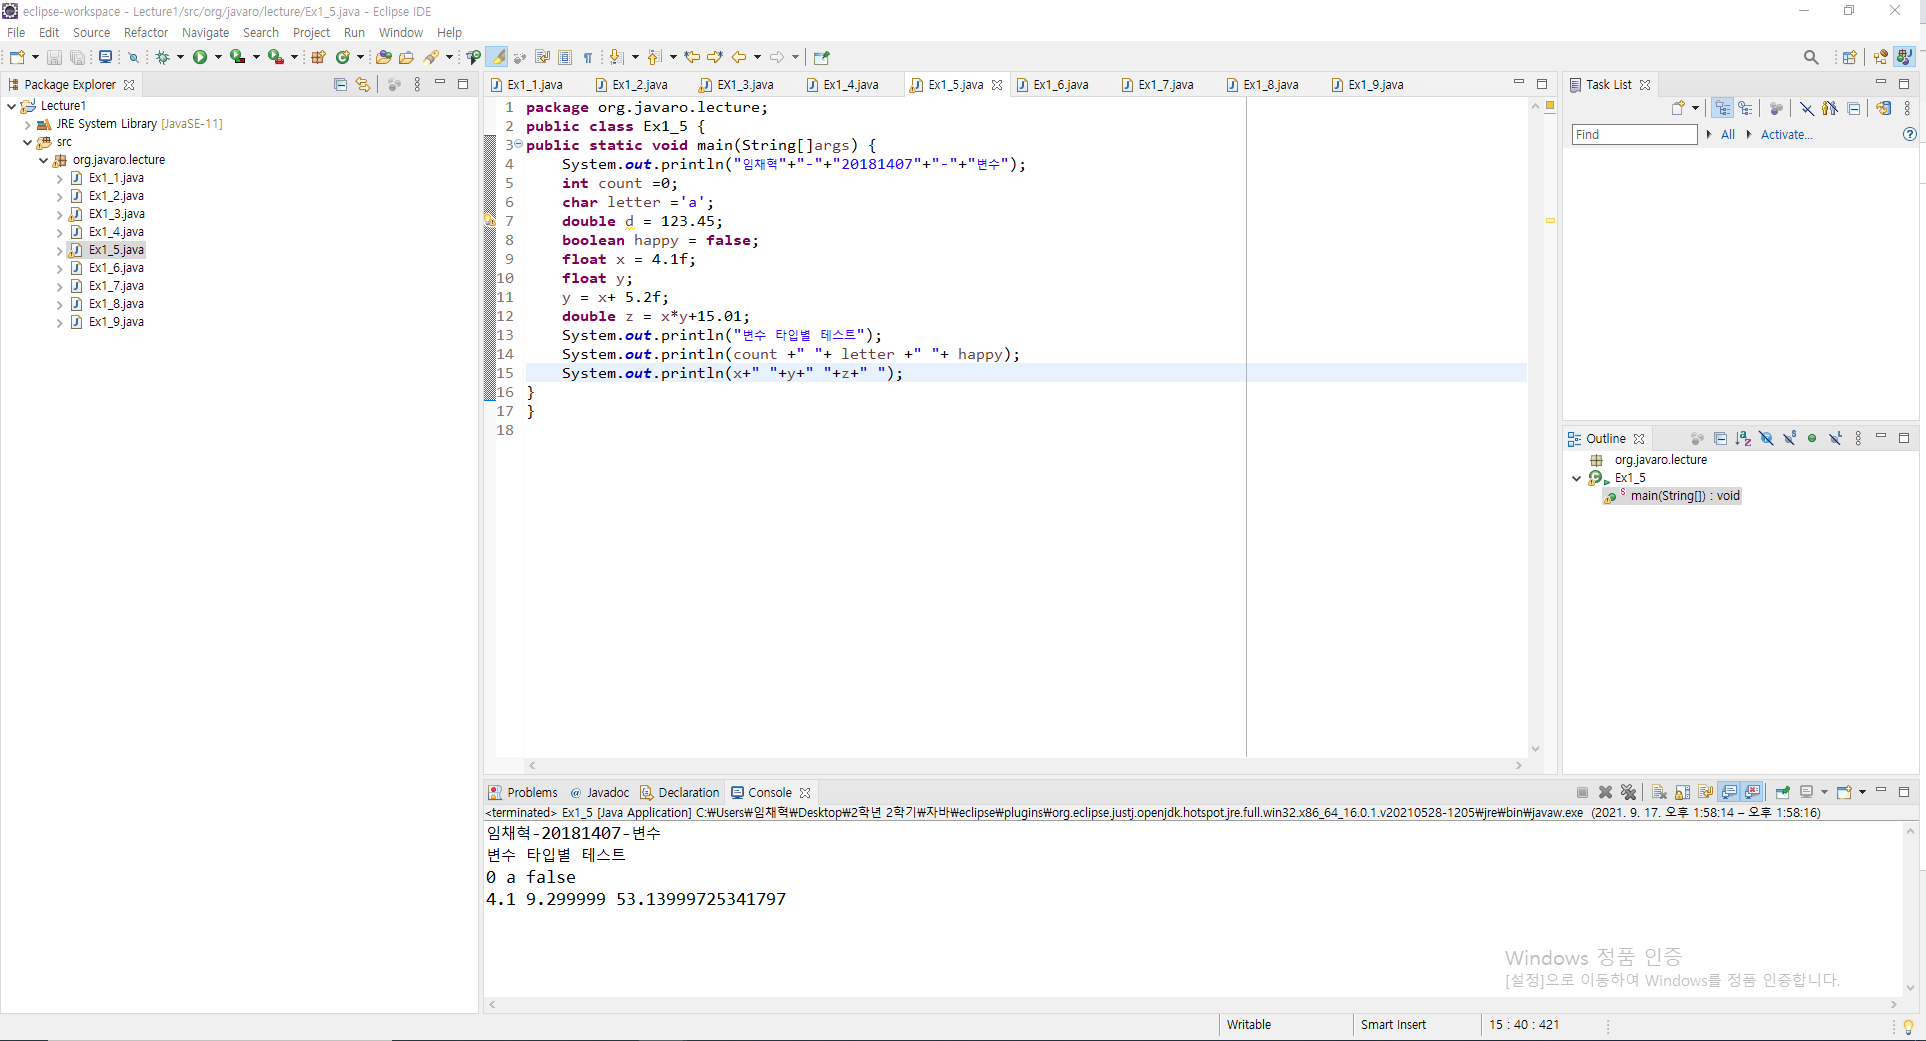 eclipse-workspace - Lecture1/src/org/javaro/lecture/Ex1_5.java - Eclipse IDE
File Edit Source Refactor Navigate Search Project Run Window Help
Package Explorer
Lecture1
JRE System Library [JavaSE-11]
src
org.javaro.lecture
Ex1_1.java
Ex1_2.java
EX1_3.java
Ex1_4.java
Ex1_5.java
Ex1_6.java
Ex1_7.java
Ex1_8.java
Ex1_9.java
Ex1_1.java Ex1_2.java EX1_3.java Ex1_4.java Ex1_5.java Ex1_6.java Ex1_7.java Ex1_8.java Ex1_9.java
1 package org.javaro.lecture;
2 public class Ex1_5 {
3 public static void main(String[]args) {
4 System.out.println("임채혁"+"-"+"20181407"+"-"+"변수");
5 int count =0;
6 char letter ='a';
7 double d = 123.45;
8 boolean happy = false;
9 float x = 4.1f;
10 float y;
11 y = x+ 5.2f;
12 double z = x*y+15.01;
13 System.out.println("변수 타입별 테스트");
14 System.out.println(count +" "+ letter +" "+ happy);
15 System.out.println(x+" "+y+" "+z+" ");
16 }
17 }
18
Task List
Find All Activate...
Outline
org.javaro.lecture
Ex1_5
main(String[]) : void
Problems Javadoc Declaration Console
<terminated> Ex1_5 [Java Application] C:₩Users₩임채혁₩Desktop₩2학년 2학기₩자바₩eclipse₩plugins₩org.eclipse.justj.openjdk.hotspot.jre.full.win32.x86_64_16.0.1.v20210528-1205₩jre₩bin₩javaw.exe (2021. 9. 17. 오후 1:58:14 – 오후 1:58:16)
임채혁-20181407-변수
변수 타입별 테스트
0 a false
4.1 9.299999 53.13999725341797
Windows 정품 인증
[설정]으로 이동하여 Windows를 정품 인증합니다.
Writable Smart Insert 15 : 40 : 421